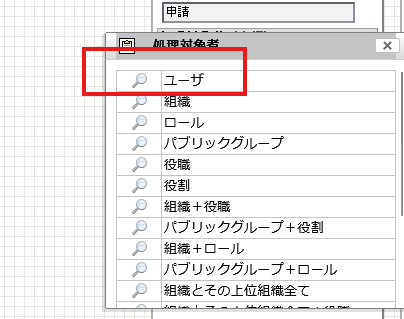 申請
処理対象者
ユーザ
組織
ロール
パブリックグループ
役職
役割
組織+役職
パブリックグループ+役割
組織+ロール
パブリックグループ+ロール
組織とその上位組織全て